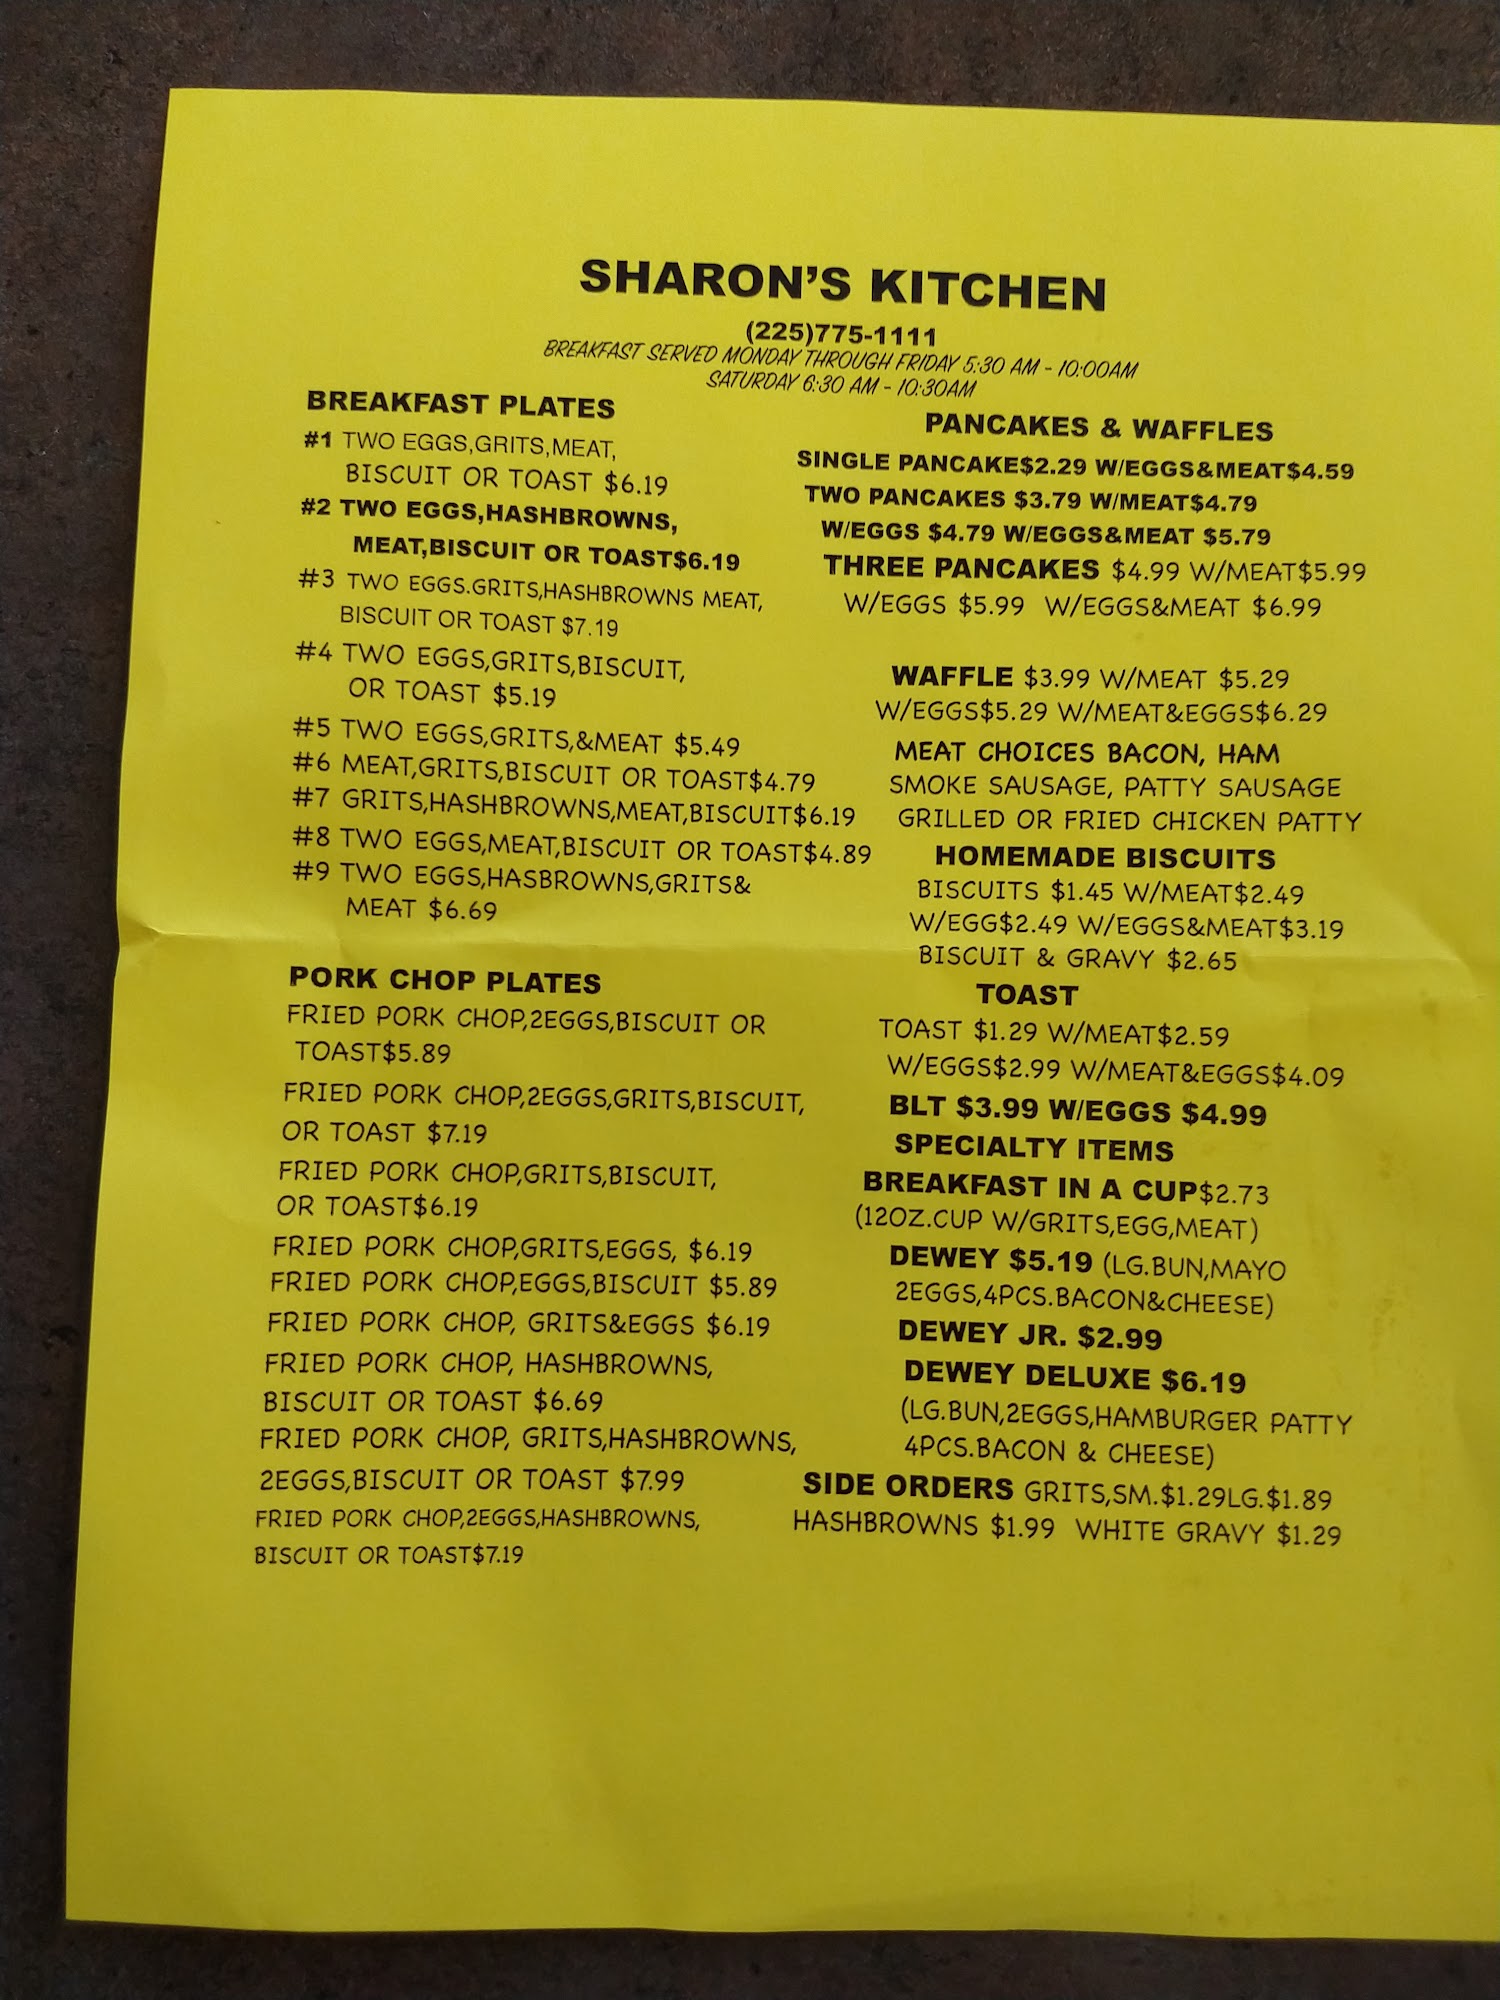 SHARON'S KITCHEN
(225)775-1111
BREAKFAST SERVED MONDAY THROUGH FRIDAY 5:30 AM - 10:00AM
SATURDAY 6:30 AM - 10:30AM
BREAKFAST PLATES
#1 TWO EGGS,GRITS,MEAT,
BISCUIT OR TOAST $6.19
#2 TWO EGGS,HASHBROWNS,
MEAT,BISCUIT OR TOAST$6.19
#3 TWO EGGS.GRITS,HASHBROWNS MEAT,
BISCUIT OR TOAST $7.19
#4 TWO EGGS,GRITS,BISCUIT,
OR TOAST $5.19
#5 TWO EGGS,GRITS,&MEAT $5.49
#6 MEAT,GRITS,BISCUIT OR TOAST$4.79
#7 GRITS,HASHBROWNS,MEAT,BISCUIT$6.19
#8 TWO EGGS,MEAT,BISCUIT OR TOAST$4.89
#9 TWO EGGS,HASBROWNS,GRITS&
MEAT $6.69
PORK CHOP PLATES
FRIED PORK CHOP,2EGGS,BISCUIT OR
TOAST$5.89
FRIED PORK CHOP,2EGGS,GRITS,BISCUIT,
OR TOAST $7.19
FRIED PORK CHOP,GRITS,BISCUIT,
OR TOAST$6.19
FRIED PORK CHOP,GRITS,EGGS, $6.19
FRIED PORK CHOP,EGGS,BISCUIT $5.89
FRIED PORK CHOP, GRITS&EGGS $6.19
FRIED PORK CHOP, HASHBROWNS,
BISCUIT OR TOAST $6.69
FRIED PORK CHOP, GRITS,HASHBROWNS,
2EGGS,BISCUIT OR TOAST $7.99
FRIED PORK CHOP,2EGGS,HASHBROWNS,
BISCUIT OR TOAST$7.19
PANCAKES & WAFFLES
SINGLE PANCAKE$2.29 W/EGGS&MEAT$4.59
TWO PANCAKES $3.79 W/MEAT$4.79
W/EGGS $4.79 W/EGGS&MEAT $5.79
THREE PANCAKES $4.99 W/MEAT$5.99
W/EGGS $5.99 W/EGGS&MEAT $6.99
WAFFLE $3.99 W/MEAT $5.29
W/EGGS$5.29 W/MEAT&EGGS$6.29
MEAT CHOICES BACON, HAM
SMOKE SAUSAGE, PATTY SAUSAGE
GRILLED OR FRIED CHICKEN PATTY
HOMEMADE BISCUITS
BISCUITS $1.45 W/MEAT$2.49
W/EGG$2.49 W/EGGS&MEAT$3.19
BISCUIT & GRAVY $2.65
TOAST
TOAST $1.29 W/MEAT$2.59
W/EGGS$2.99 W/MEAT&EGGS$4.09
BLT $3.99 W/EGGS $4.99
SPECIALTY ITEMS
BREAKFAST IN A CUP$2.73
(12OZ.CUP W/GRITS,EGG,MEAT)
DEWEY $5.19 (LG.BUN,MAYO
2EGGS,4PCS.BACON&CHEESE)
DEWEY JR. $2.99
DEWEY DELUXE $6.19
(LG.BUN,2EGGS,HAMBURGER PATTY
4PCS.BACON & CHEESE)
SIDE ORDERS GRITS,SM.$1.29LG.$1.89
HASHBROWNS $1.99 WHITE GRAVY $1.29